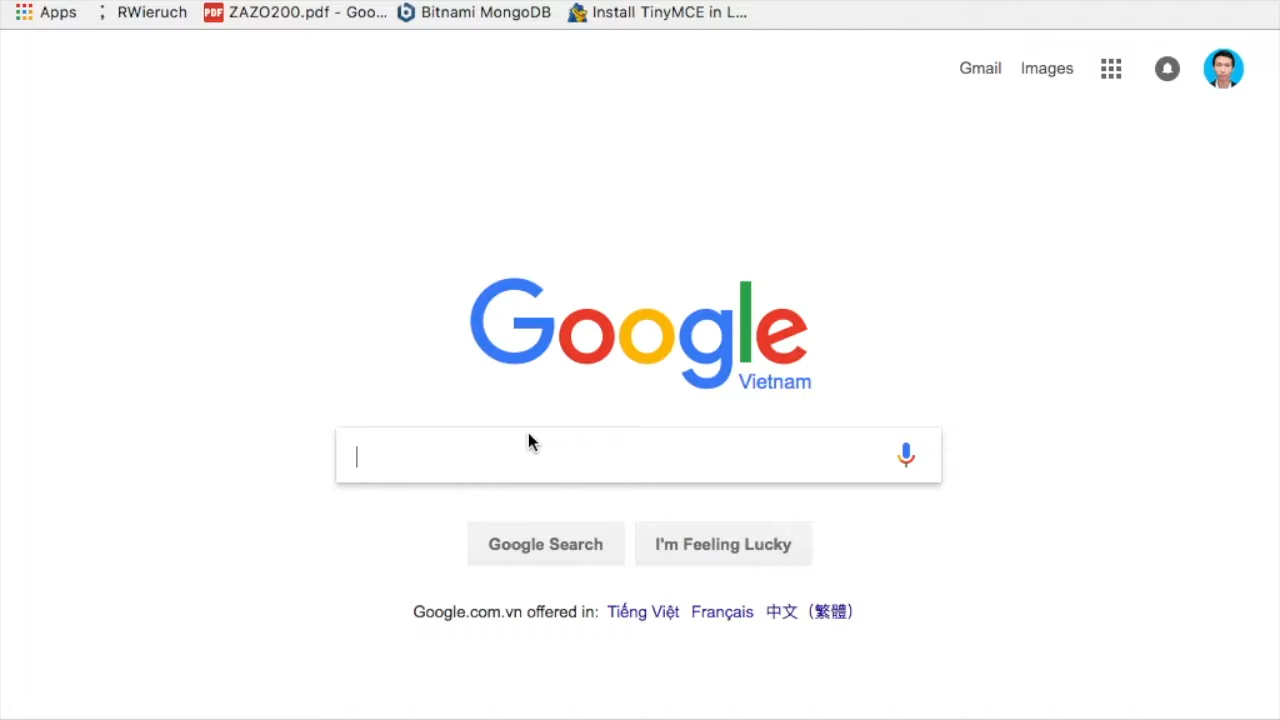 Apps RWieruch PDF ZAZO200.pdf - Goo... Bitnami MongoDB Install TinyMCE in L...
Gmail Images
Google
Vietnam
Google Search I'm Feeling Lucky
Google.com.vn offered in: Tiếng Việt Français 中文（繁體）